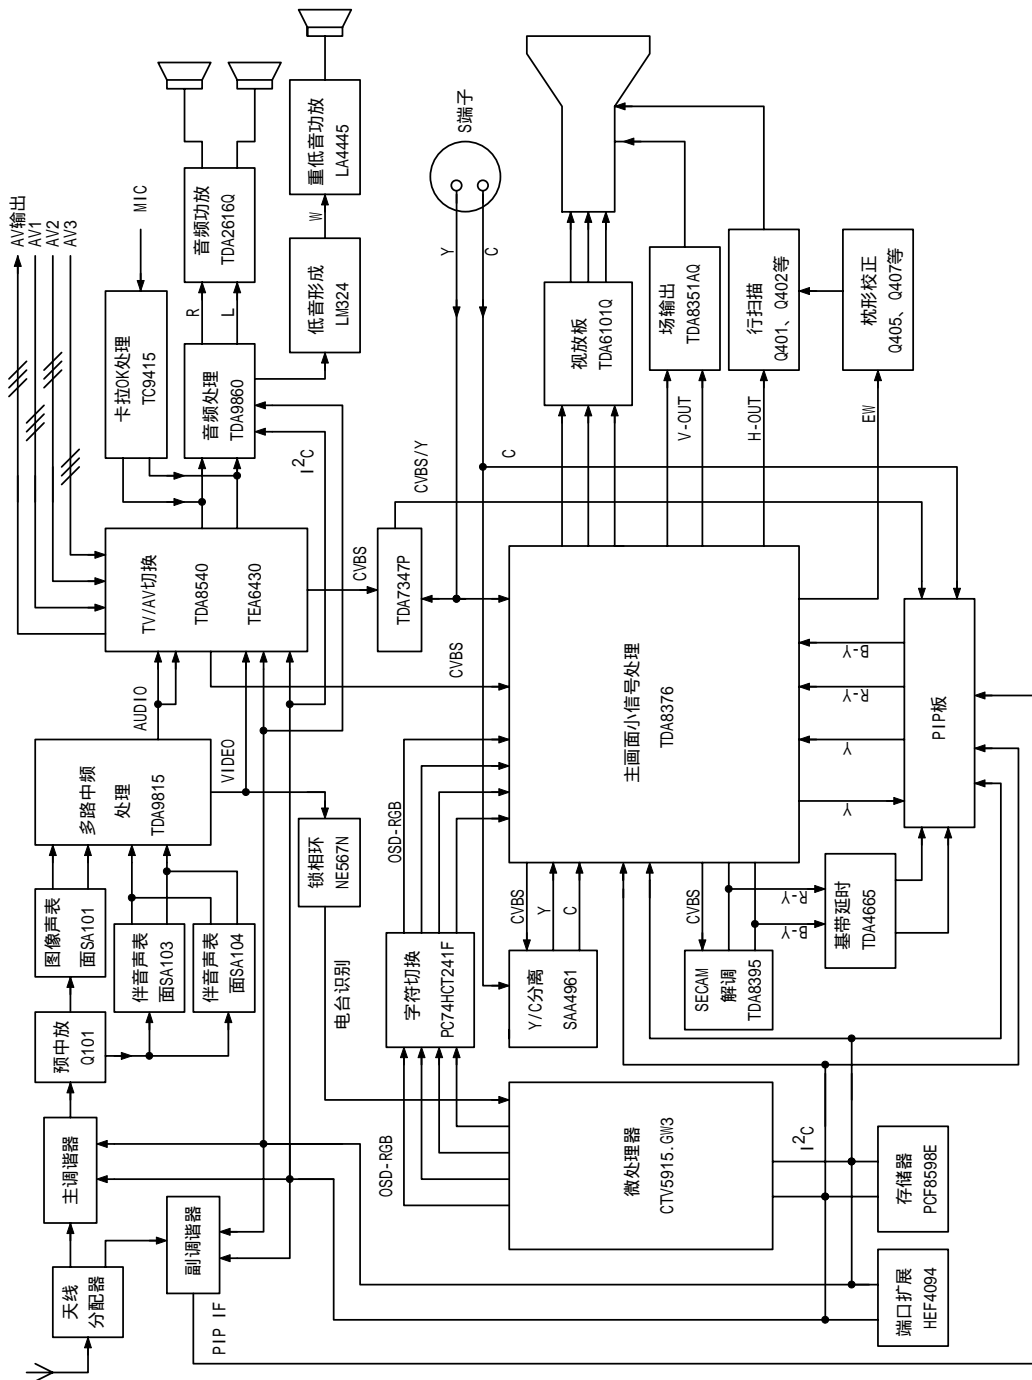 天线
分配器
主调谐器
副调谐器
PIP IF
预中放
Q101
图像声表
面SA101
伴音声表
面SA103
伴音声表
面SA104
多路中频
处理
TDA9815
AUDIO
VIDEO
锁相环
NE567N
电台识别
TV/AV切换
TDA8540
TEA6430
AV输出
AV1
AV2
AV3
MIC
卡拉OK处理
TC9415
音频处理
TDA9860
I²C
R
L
音频功放
TDA2616Q
低音形成
LM324
W
重低音功放
LA4445
S端子
Y
C
CVBS
TDA7347P
CVBS/Y
C
CVBS
OSD-RGB
字符切换
PC74HCT241F
OSD-RGB
微处理器
CTV5915.GW3
I²C
存储器
PCF8598E
端口扩展
HEF4094
Y/C分离
SAA4961
CVBS
Y
C
SECAM
解调
TDA8395
CVBS
R-Y
B-Y
基带延时
TDA4665
主画面小信号处理
TDA8376
Y
Y
R-Y
B-Y
PIP板
视放板
TDA6101Q
V-OUT
场输出
TDA8351AQ
H-OUT
行扫描
Q401、Q402等
EW
枕形校正
Q405、Q407等